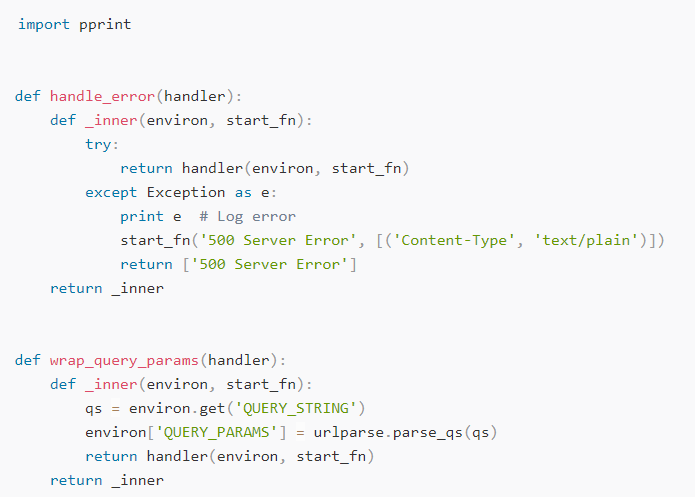 import pprint
def handle_error(handler):
    def _inner(environ, start_fn):
        try:
            return handler(environ, start_fn)
        except Exception as e:
            print e  # Log error
            start_fn('500 Server Error', [('Content-Type', 'text/plain')])
            return ['500 Server Error']
    return _inner
def wrap_query_params(handler):
    def _inner(environ, start_fn):
        qs = environ.get('QUERY_STRING')
        environ['QUERY_PARAMS'] = urlparse.parse_qs(qs)
        return handler(environ, start_fn)
    return _inner